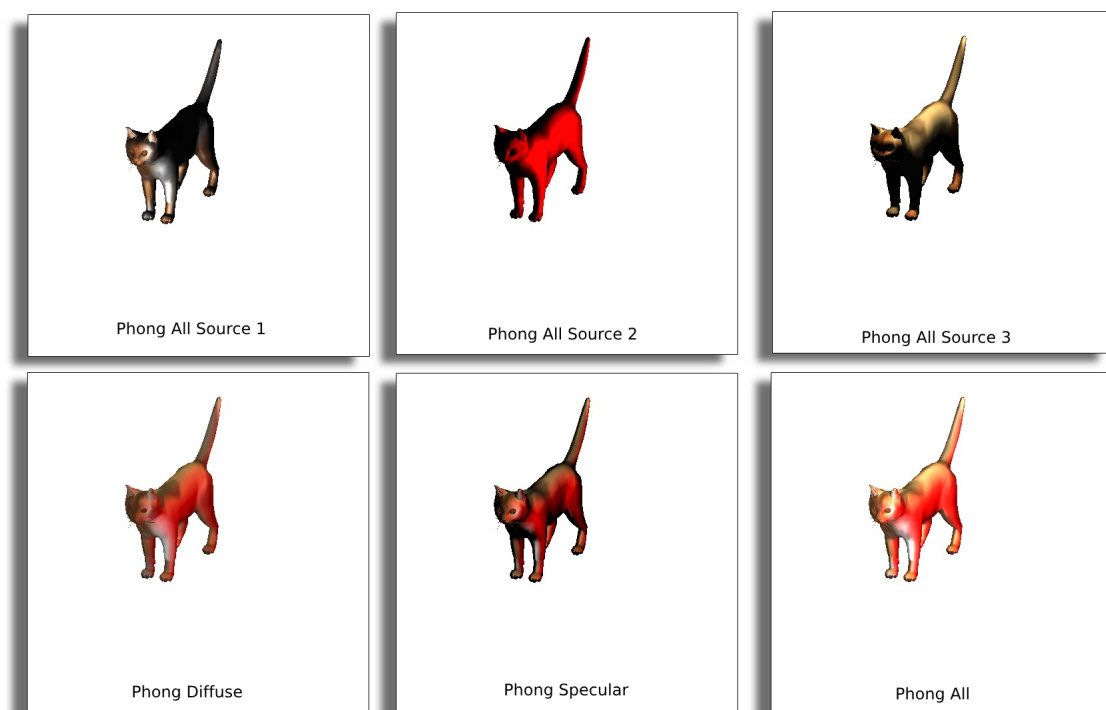 Phong All Source 1
Phong All Source 2
Phong All Source 3
Phong Diffuse
Phong Specular
Phong All